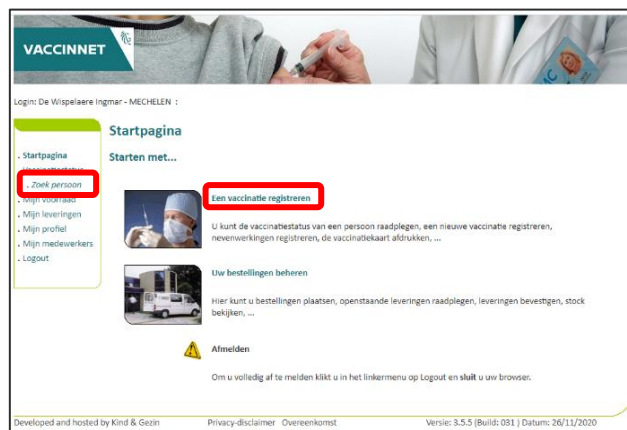 VACCINNET
MC
Login: De Wispelaere Ingmar - MECHELEN :
Startpagina
. Startpagina
Starten met...
. Vaccinatiestatus
. Zoek persoon
. Mijn voorraad
. Mijn leveringen
. Mijn profiel
. Mijn medewerkers
. Logout
Een vaccinatie registreren
U kunt de vaccinatiestatus van een persoon raadplegen, een nieuwe vaccinatie registreren,
nevenwerkingen registreren, de vaccinatiekaart afdrukken, ...
Uw bestellingen beheren
Hier kunt u bestellingen plaatsen, openstaande leveringen raadplegen, leveringen bevestigen, stock
bekijken, ...
Afmelden
Om u volledig af te melden klikt u in het linkermenu op Logout en sluit u uw browser.
Developed and hosted by Kind & Gezin
Privacy-disclaimer Overeenkomst
Versie: 3.5.5 (Build: 031 ) Datum: 26/11/2020